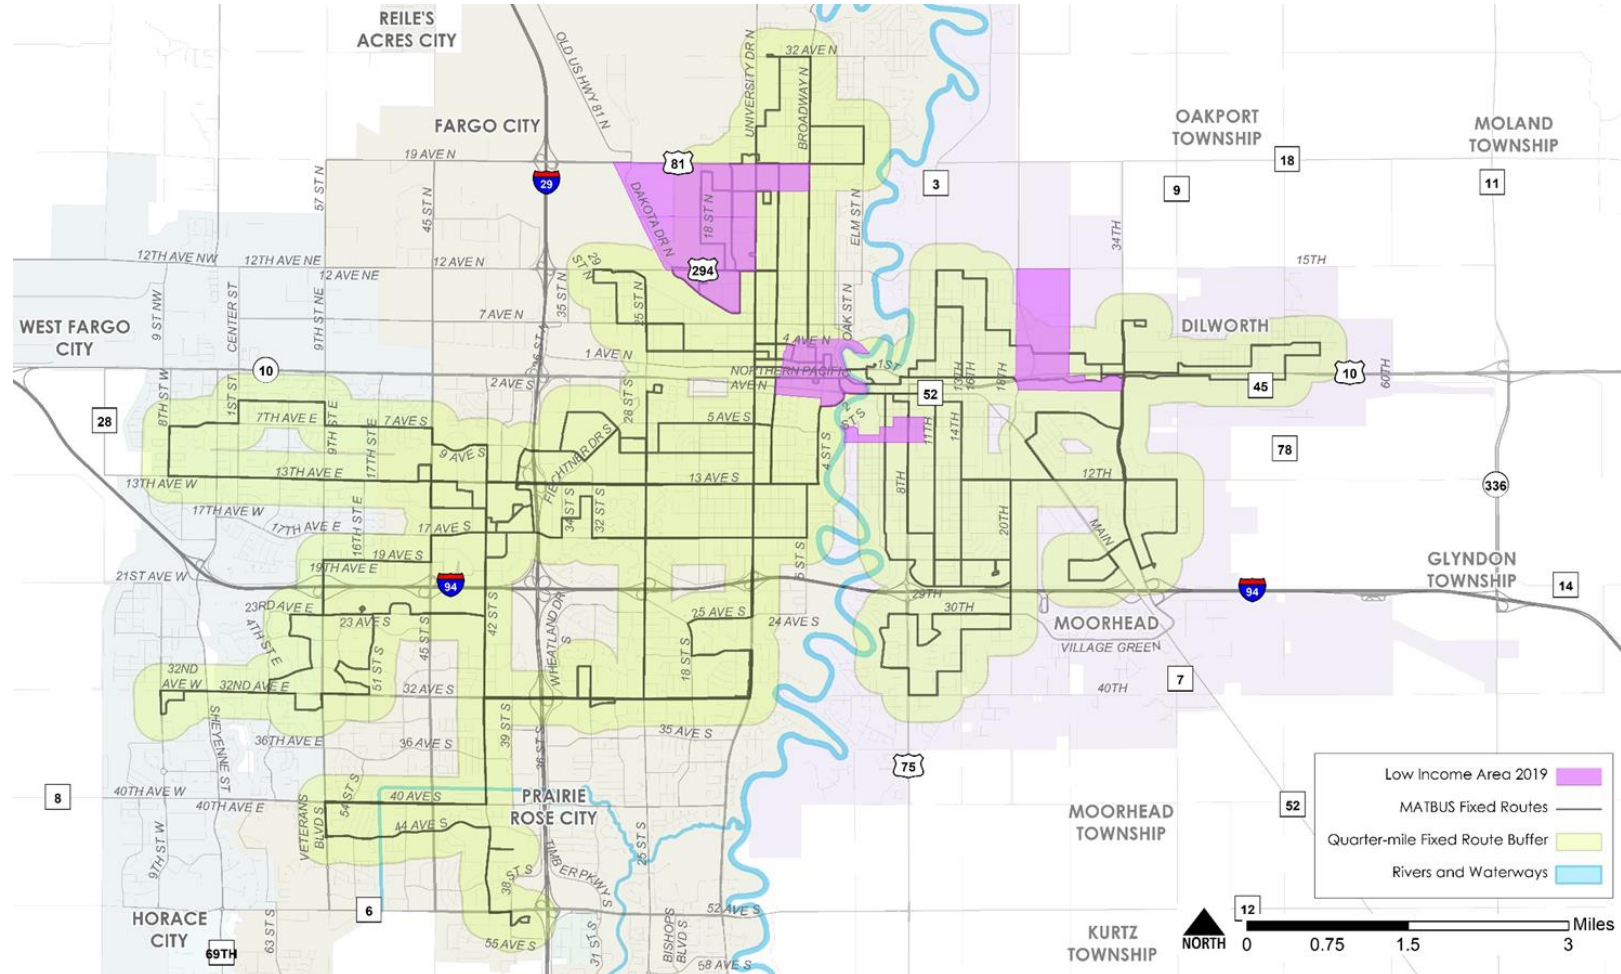 REILE'S
ACRES CITY
OLD US HWY 81 N
UNIVERSITY DR N
32 AVE N
BROADWAY N
FARGO CITY
OAKPORT
TOWNSHIP
MOLAND
TOWNSHIP
19 AVE N
81
18
29
3
9
11
57 ST N
45 ST N
DAKOTA DR N
18 ST N
ELM ST N
34TH
12TH AVE NW
12TH AVE NE
12 AVE NE
12 AVE N
29
ST N
294
15TH
9 ST NW
CENTER ST
9TH ST NE
35 ST N
25 ST N
OAK ST N
WEST FARGO
CITY
7 AVE N
4 AVE N
DILWORTH
1 AVE N
1ST
NORTHERN PACIFIC
AVE N
10
2 AVE S
52
13TH
16TH
18TH
45
10
60TH
28
8TH ST W
1ST ST
7TH AVE E
9TH ST E
7 AVE S
17TH ST E
9 AVE S
28 ST S
5 AVE S
2
ST S
4 ST S
11TH
14TH
78
13TH AVE W
13TH AVE E
FIECHTNER DR S
13 AVE S
8TH
12TH
336
17TH AVE W
17TH AVE E
16TH ST E
17 AVE S
34 ST S
32 ST S
20TH
MAIN
19 AVE S
19TH AVE E
21ST AVE W
94
5 ST S
29TH
30TH
94
GLYNDON
TOWNSHIP
14
23RD AVE E
23 AVE S
4TH ST E
45 ST S
42 ST S
WHEATLAND DR
S
25 AVE S
24 AVE S
MOORHEAD
VILLAGE GREEN
32ND
AVE W
32ND AVE E
51 ST S
32 AVE S
18 ST S
40TH
7
SHEYENNE ST
36TH AVE E
36 AVE S
39 ST S
36 ST S
35 AVE S
75
8
40TH AVE W
40TH AVE E
VETERANS
BLVD S
54 ST S
40 AVE S
44 AVE S
PRAIRIE
ROSE CITY
25 ST S
MOORHEAD
TOWNSHIP
52
9TH ST W
38 ST S
TIMBER PKWY S
HORACE
CITY
69TH
63 ST S
6
55 AVE S
31 ST S
BISHOPS
BLVD S
52 AVE S
58 AVE S
KURTZ
TOWNSHIP
Low Income Area 2019
MATBUS Fixed Routes
Quarter-mile Fixed Route Buffer
Rivers and Waterways
12
NORTH
Miles
0 0.75 1.5 3